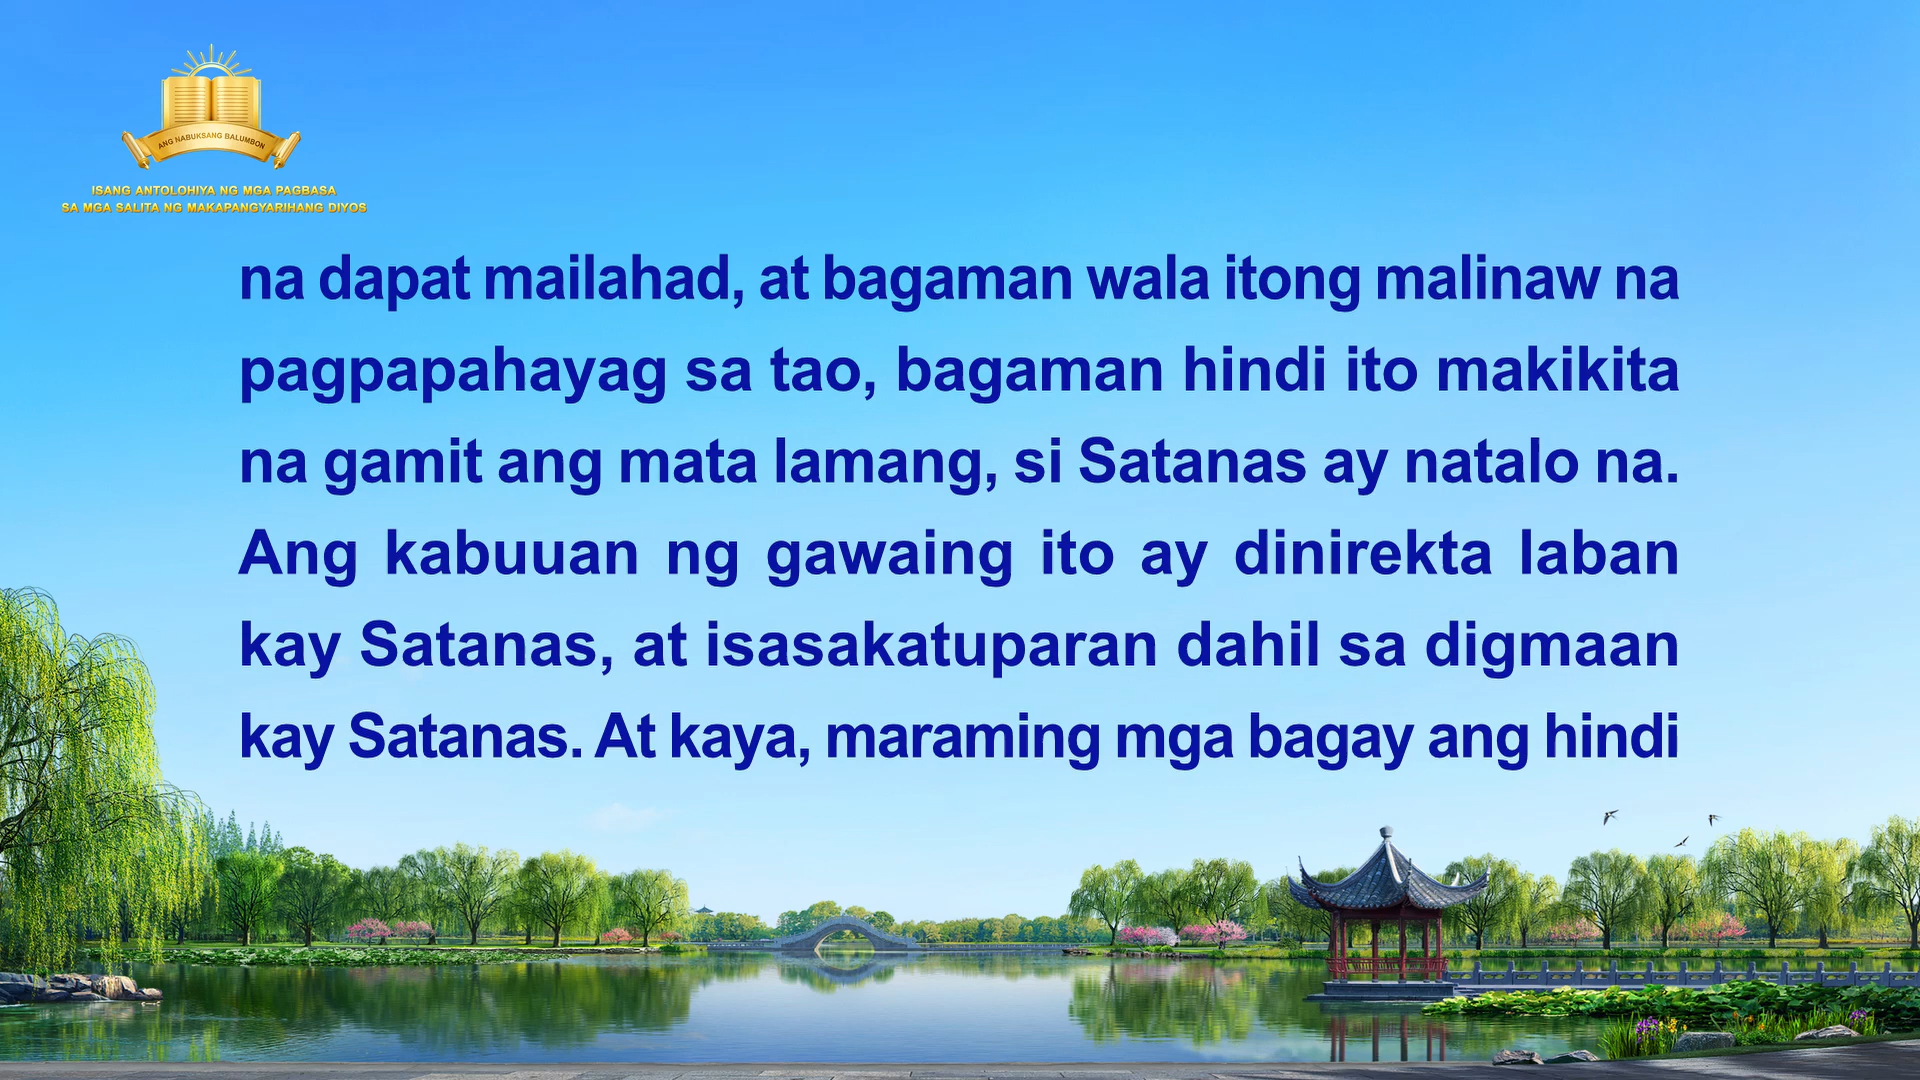 ANG NABUKSANG BALUMBON
ISANG ANTOLOHIYA NG MGA PAGBASA
SA MGA SALITA NG MAKAPANGYARIHANG DIYOS
na dapat mailahad, at bagaman wala itong malinaw na
pagpapahayag sa tao, bagaman hindi ito makikita
na gamit ang mata lamang, si Satanas ay natalo na.
Ang kabuuan ng gawaing ito ay dinirekta laban
kay Satanas, at isasakatuparan dahil sa digmaan
kay Satanas. At kaya, maraming mga bagay ang hindi